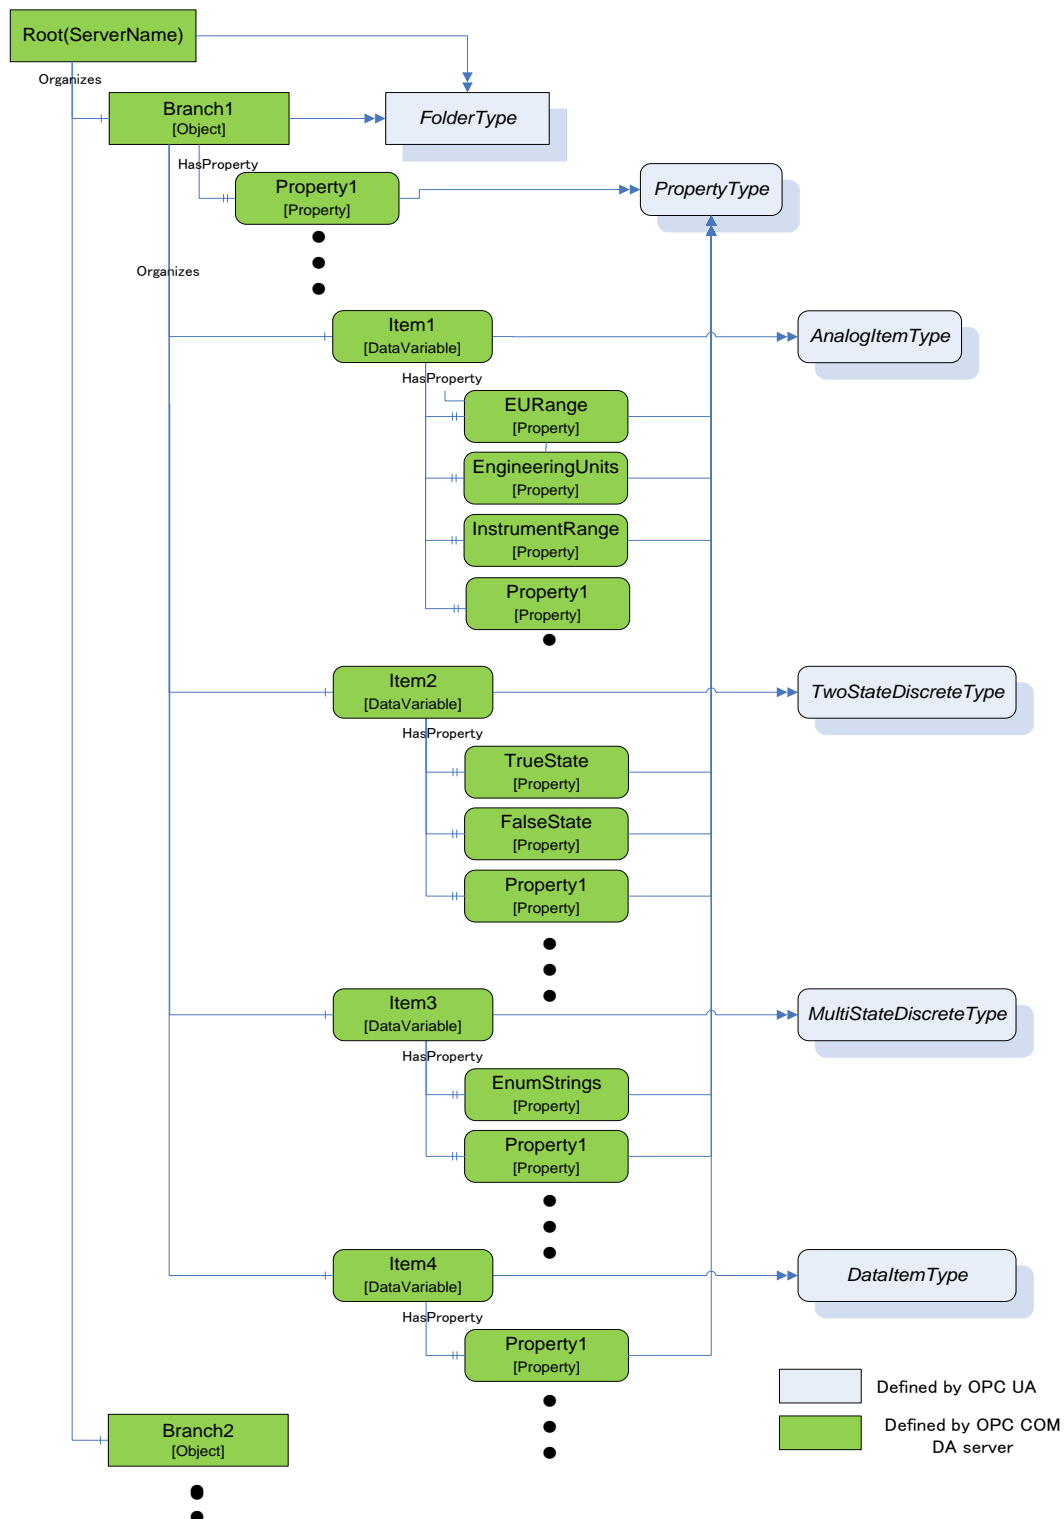 Root(ServerName)
Organizes
Branch1
[Object]
FolderType
HasProperty
Property1
[Property]
PropertyType
Organizes
Item1
[DataVariable]
AnalogItemType
HasProperty
EURange
[Property]
EngineeringUnits
[Property]
InstrumentRange
[Property]
Property1
[Property]
Item2
[DataVariable]
TwoStateDiscreteType
HasProperty
TrueState
[Property]
FalseState
[Property]
Property1
[Property]
Item3
[DataVariable]
MultiStateDiscreteType
HasProperty
EnumStrings
[Property]
Property1
[Property]
Item4
[DataVariable]
DataItemType
HasProperty
Property1
[Property]
Defined by OPC UA
Branch2
[Object]
Defined by OPC COM
DA server